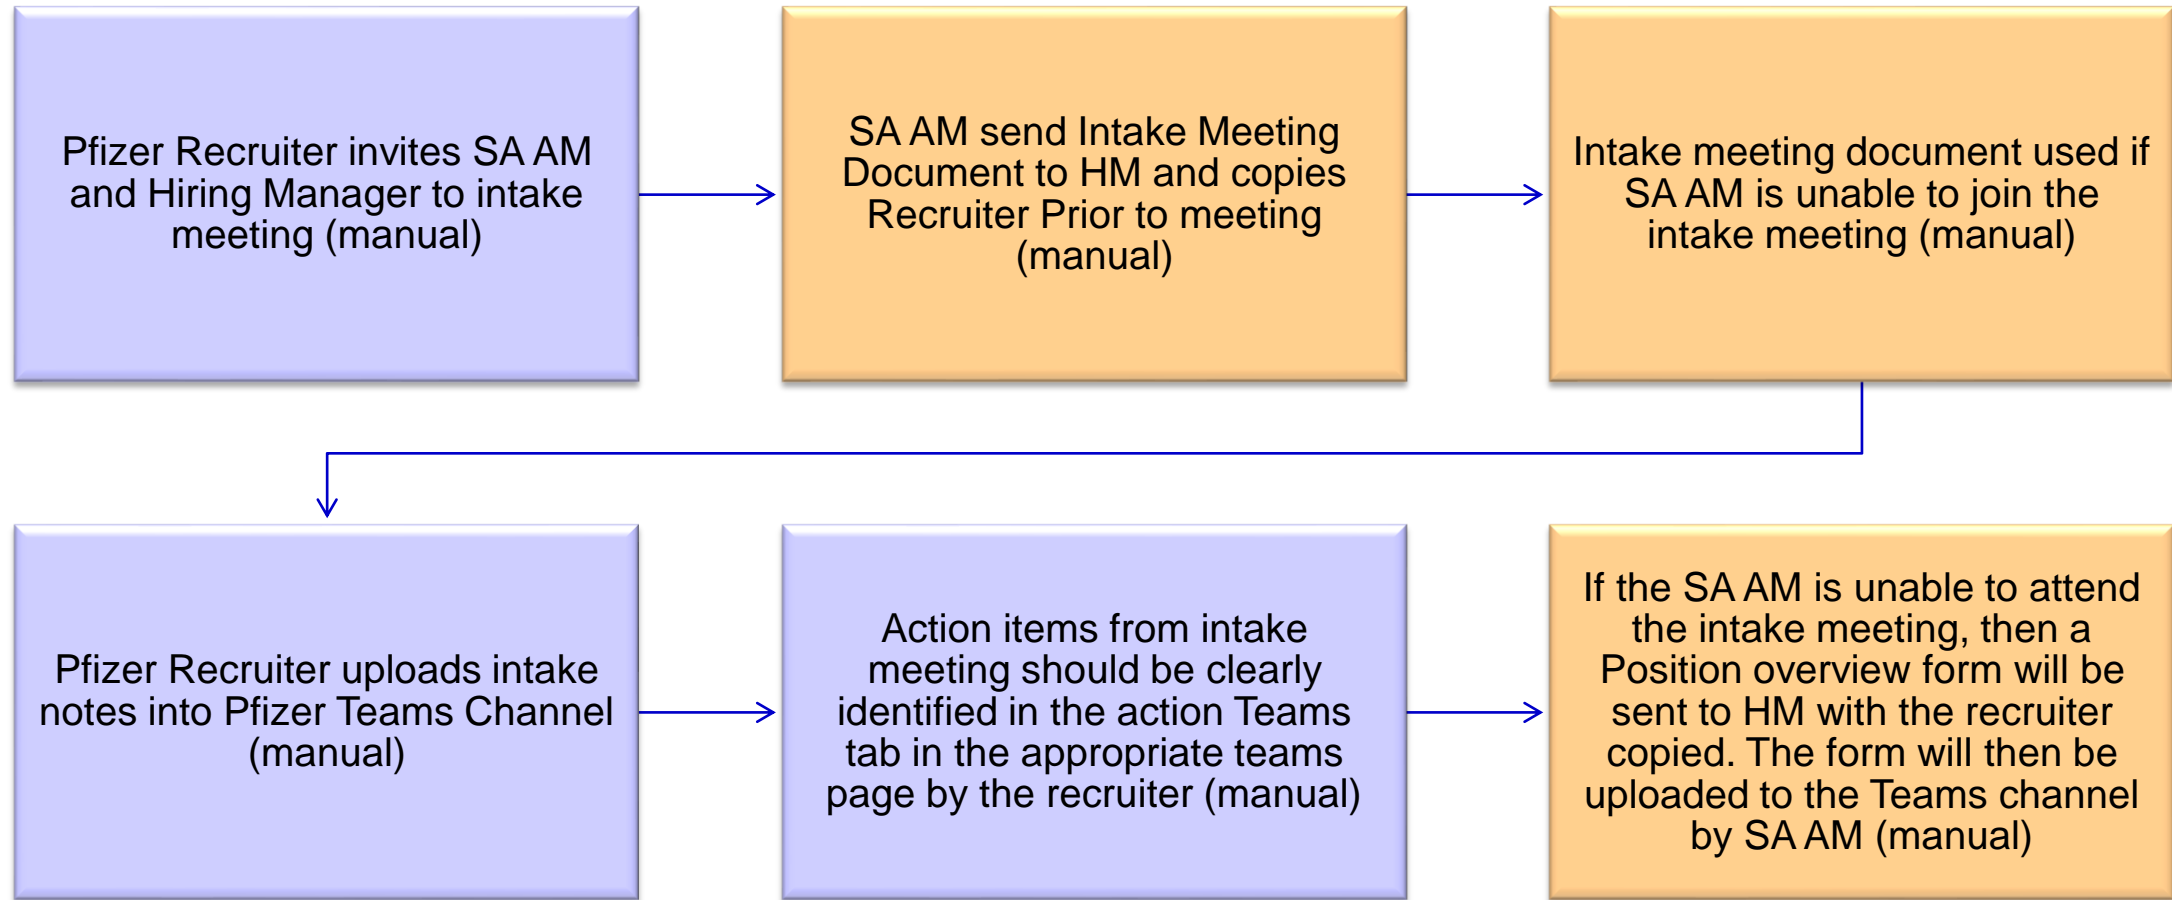 Pfizer Recruiter invites SA AM
and Hiring Manager to intake
meeting (manual)
SA AM send Intake Meeting
Document to HM and copies
Recruiter Prior to meeting
(manual)
Intake meeting document used if
SA AM is unable to join the
intake meeting (manual)
Pfizer Recruiter uploads intake
notes into Pfizer Teams Channel
(manual)
Action items from intake
meeting should be clearly
identified in the action Teams
tab in the appropriate teams
page by the recruiter (manual)
If the SA AM is unable to attend
the intake meeting, then a
Position overview form will be
sent to HM with the recruiter
copied. The form will then be
uploaded to the Teams channel
by SA AM (manual)